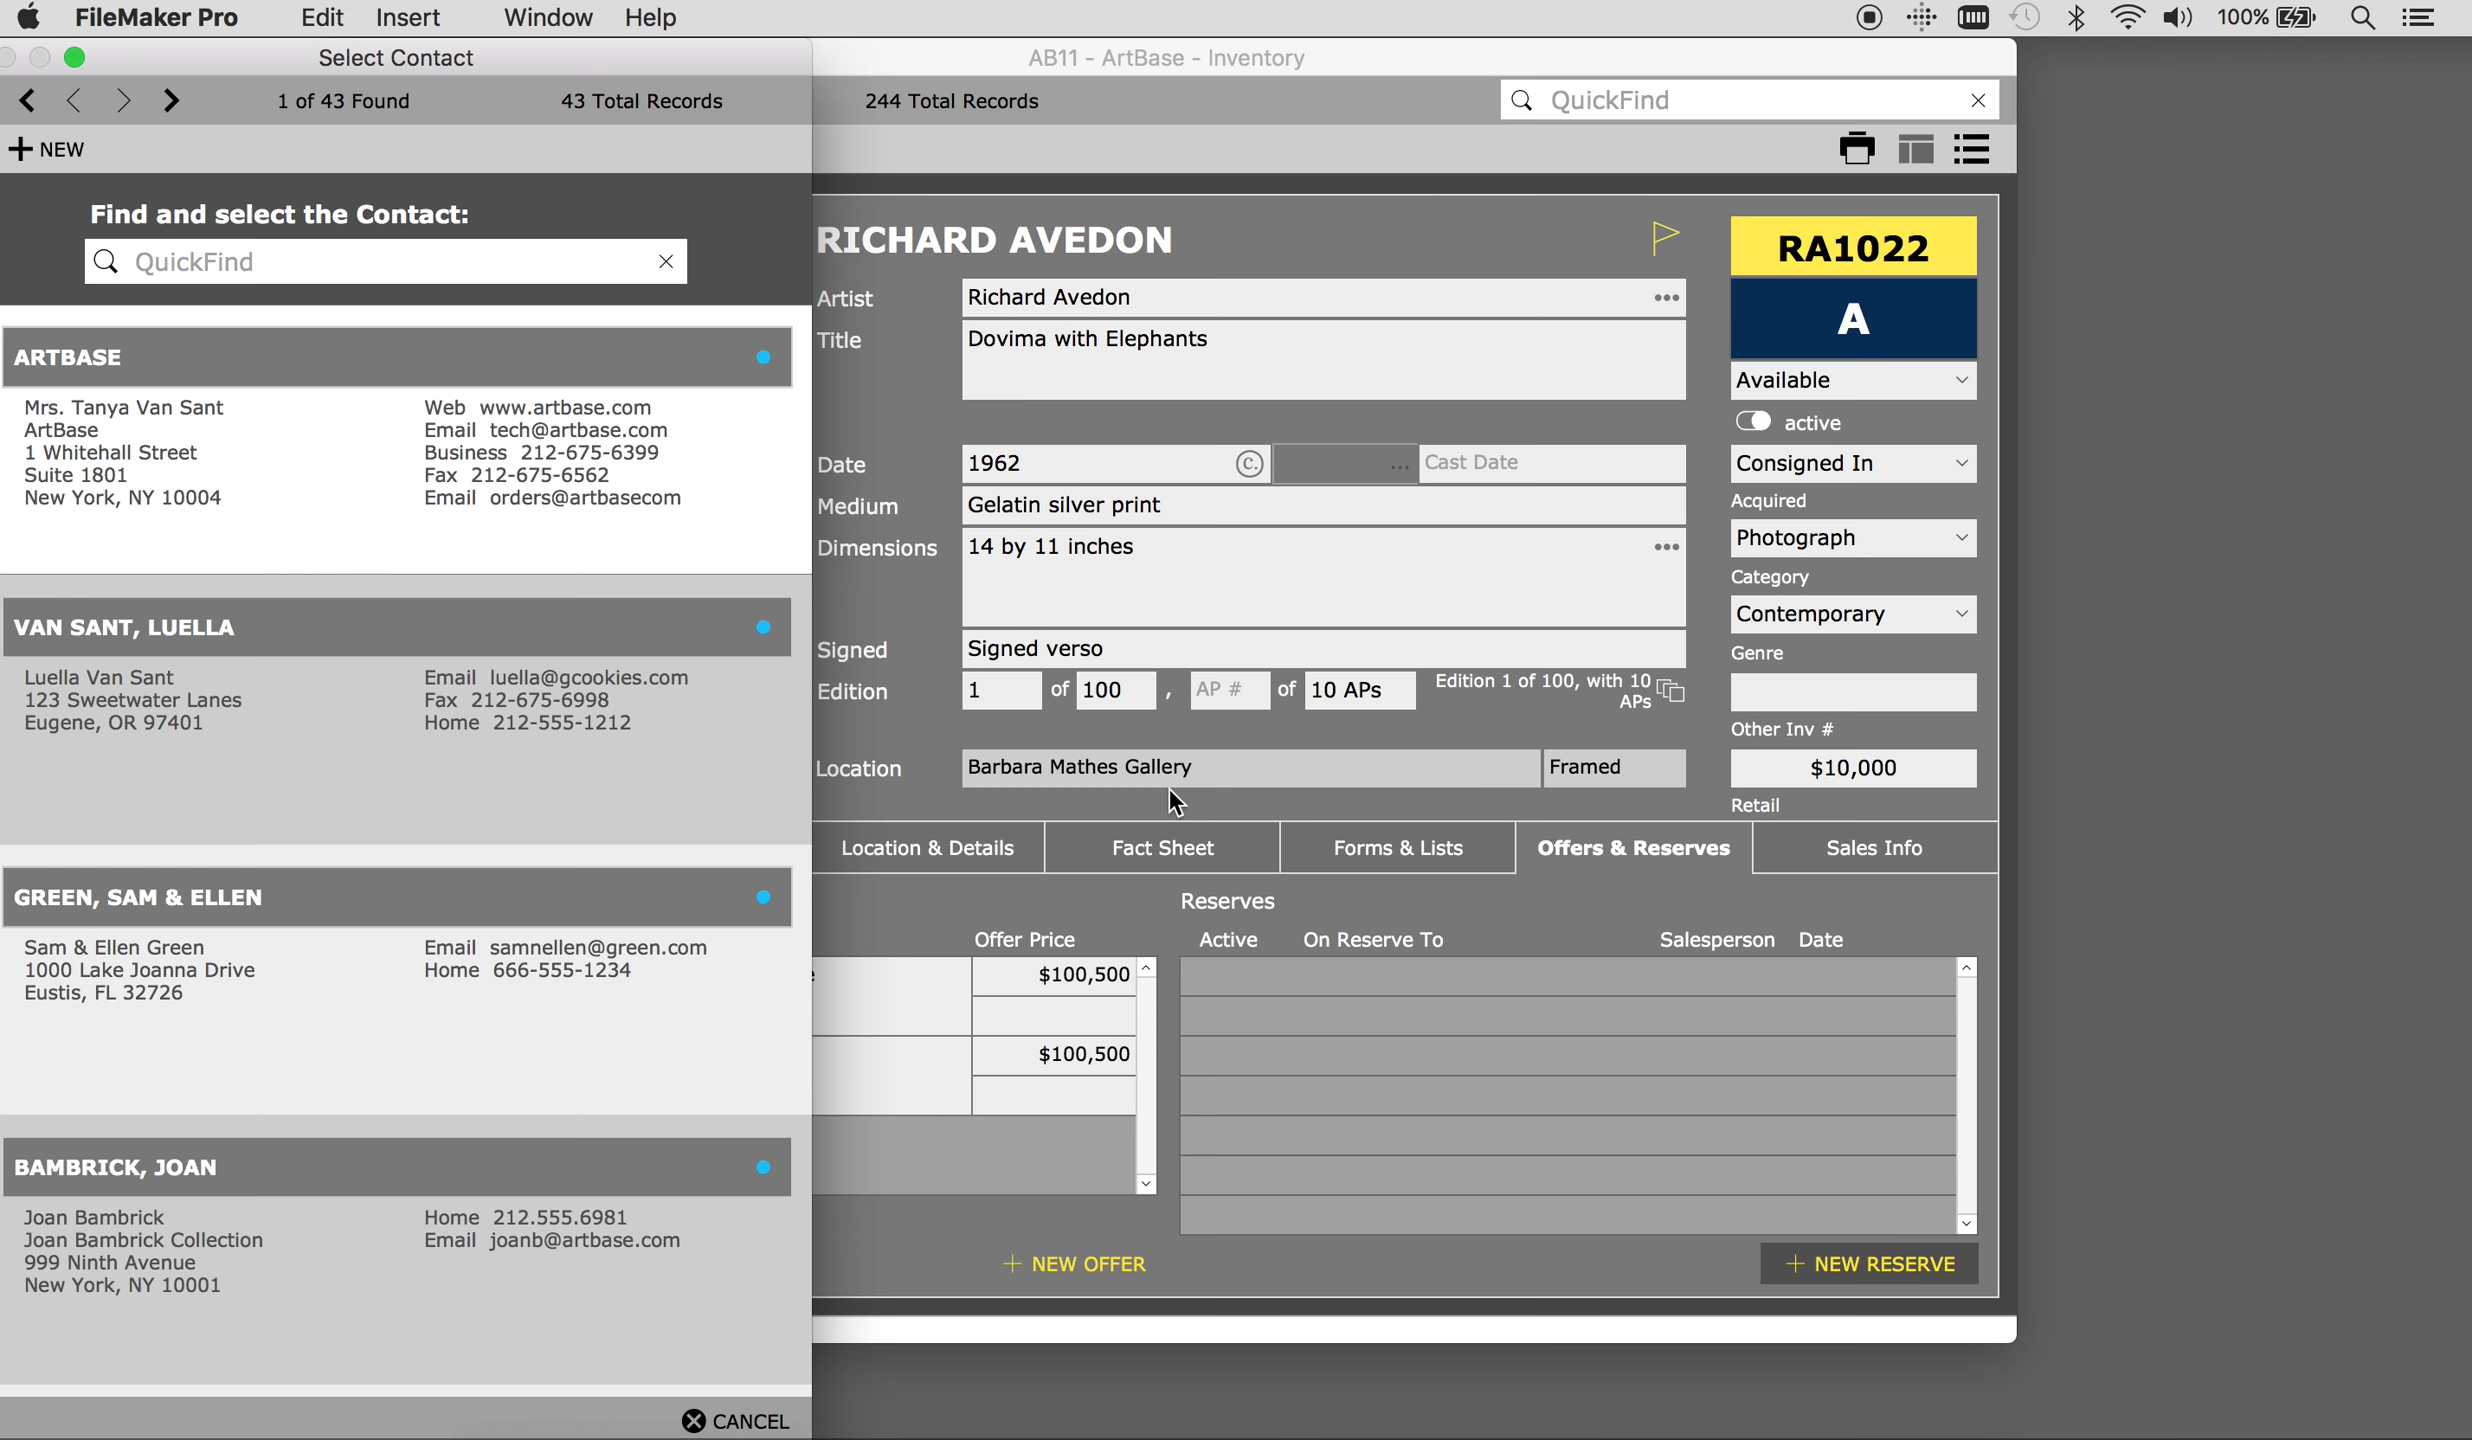 FileMaker Pro Edit Insert Window Help 100%
Select Contact
1 of 43 Found 43 Total Records
NEW
Find and select the Contact:
QuickFind
ARTBASE
Mrs. Tanya Van Sant
ArtBase
1 Whitehall Street
Suite 1801
New York, NY 10004
Web www.artbase.com
Email tech@artbase.com
Business 212-675-6399
Fax 212-675-6562
Email orders@artbasecom
VAN SANT, LUELLA
Luella Van Sant
123 Sweetwater Lanes
Eugene, OR 97401
Email luella@gcookies.com
Fax 212-675-6998
Home 212-555-1212
GREEN, SAM & ELLEN
Sam & Ellen Green
1000 Lake Joanna Drive
Eustis, FL 32726
Email samnellen@green.com
Home 666-555-1234
BAMBRICK, JOAN
Joan Bambrick
Joan Bambrick Collection
999 Ninth Avenue
New York, NY 10001
Home 212.555.6981
Email joanb@artbase.com
CANCEL
AB11 - ArtBase - Inventory
244 Total Records
QuickFind
RICHARD AVEDON
Artist Richard Avedon
Title Dovima with Elephants
Date 1962 c. ... Cast Date
Medium Gelatin silver print
Dimensions 14 by 11 inches
Signed Signed verso
Edition 1 of 100 , AP # of 10 APs
Edition 1 of 100, with 10
APs
Location Barbara Mathes Gallery Framed
RA1022
A
Available
active
Consigned In
Acquired
Photograph
Category
Contemporary
Genre
Other Inv #
$10,000
Retail
Location & Details Fact Sheet Forms & Lists Offers & Reserves Sales Info
Reserves
Offer Price Active On Reserve To Salesperson Date
$100,500
$100,500
+ NEW OFFER
+ NEW RESERVE